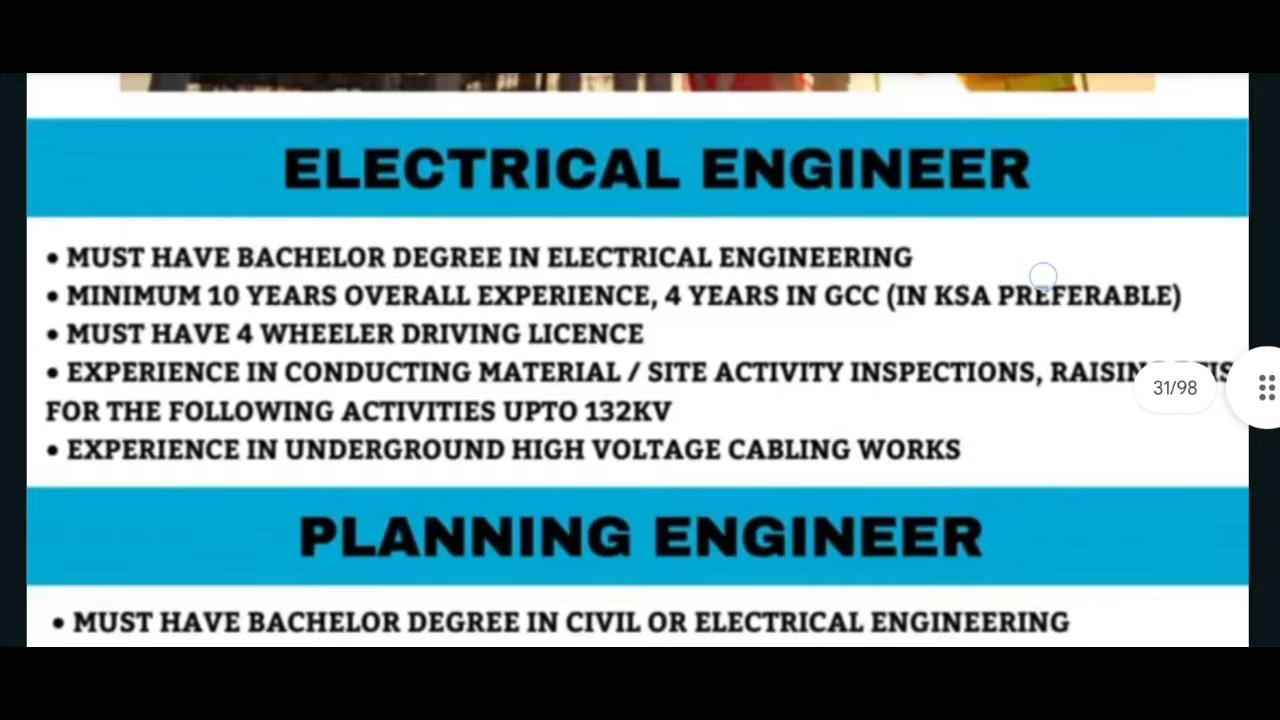 ELECTRICAL ENGINEER
• MUST HAVE BACHELOR DEGREE IN ELECTRICAL ENGINEERING
• MINIMUM 10 YEARS OVERALL EXPERIENCE, 4 YEARS IN GCC (IN KSA PREFERABLE)
• MUST HAVE 4 WHEELER DRIVING LICENCE
• EXPERIENCE IN CONDUCTING MATERIAL / SITE ACTIVITY INSPECTIONS,
31/98
FOR THE FOLLOWING ACTIVITIES UPTO 132KV
• EXPERIENCE IN UNDERGROUND HIGH VOLTAGE CABLING WORKS
PLANNING ENGINEER
• MUST HAVE BACHELOR DEGREE IN CIVIL OR ELECTRICAL ENGINEERING